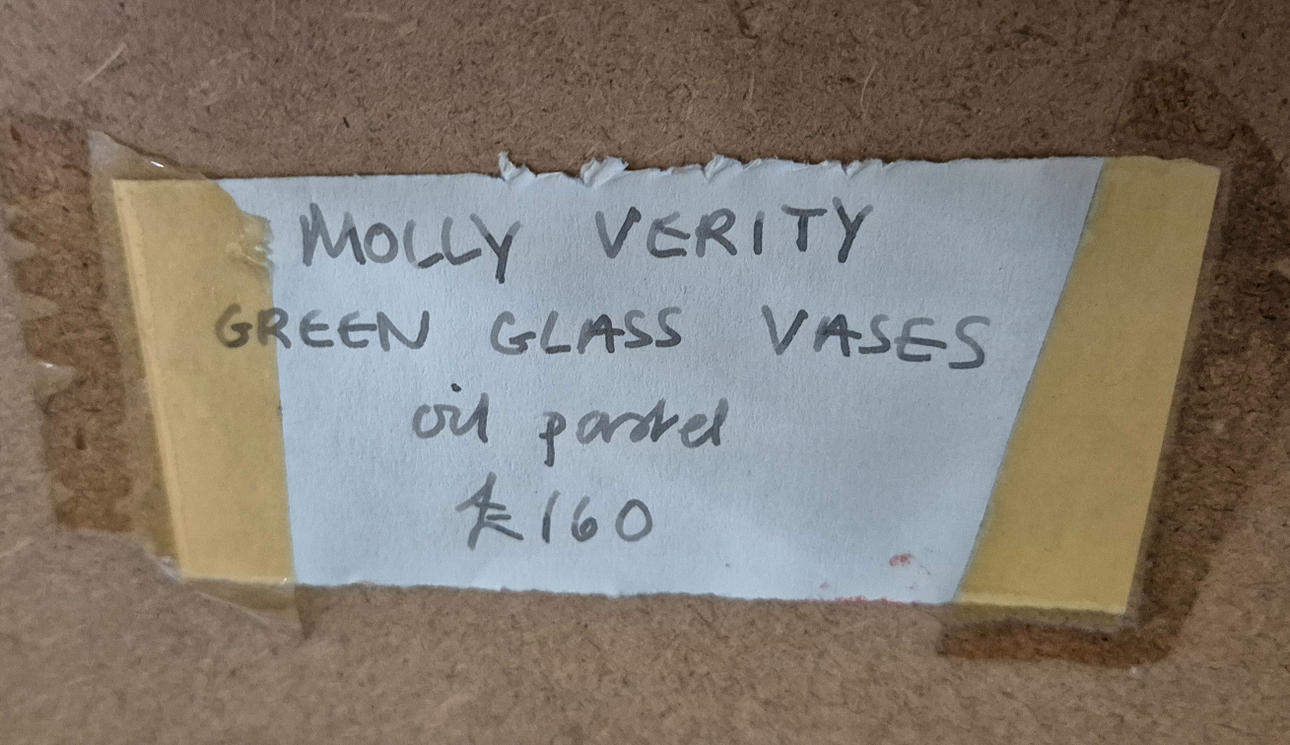 MOLLY VERITY
GREEN GLASS VASES
oil pastel
£160